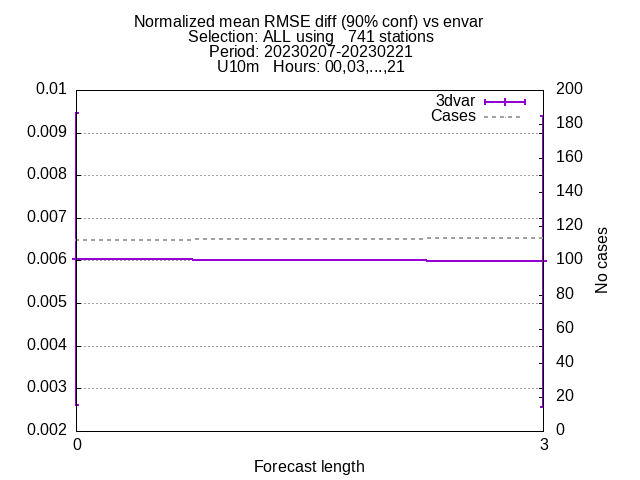 Normalized mean RMSE diff (90% conf) vs envar
Selection: ALL using   741 stations
Period: 20230207-20230221
U10m   Hours: 00,03,...,21
3dvar
Cases
0.01
0.009
0.008
0.007
0.006
0.005
0.004
0.003
0.002
200
180
160
140
120
100
80
60
40
20
0
No cases
0
3
Forecast length